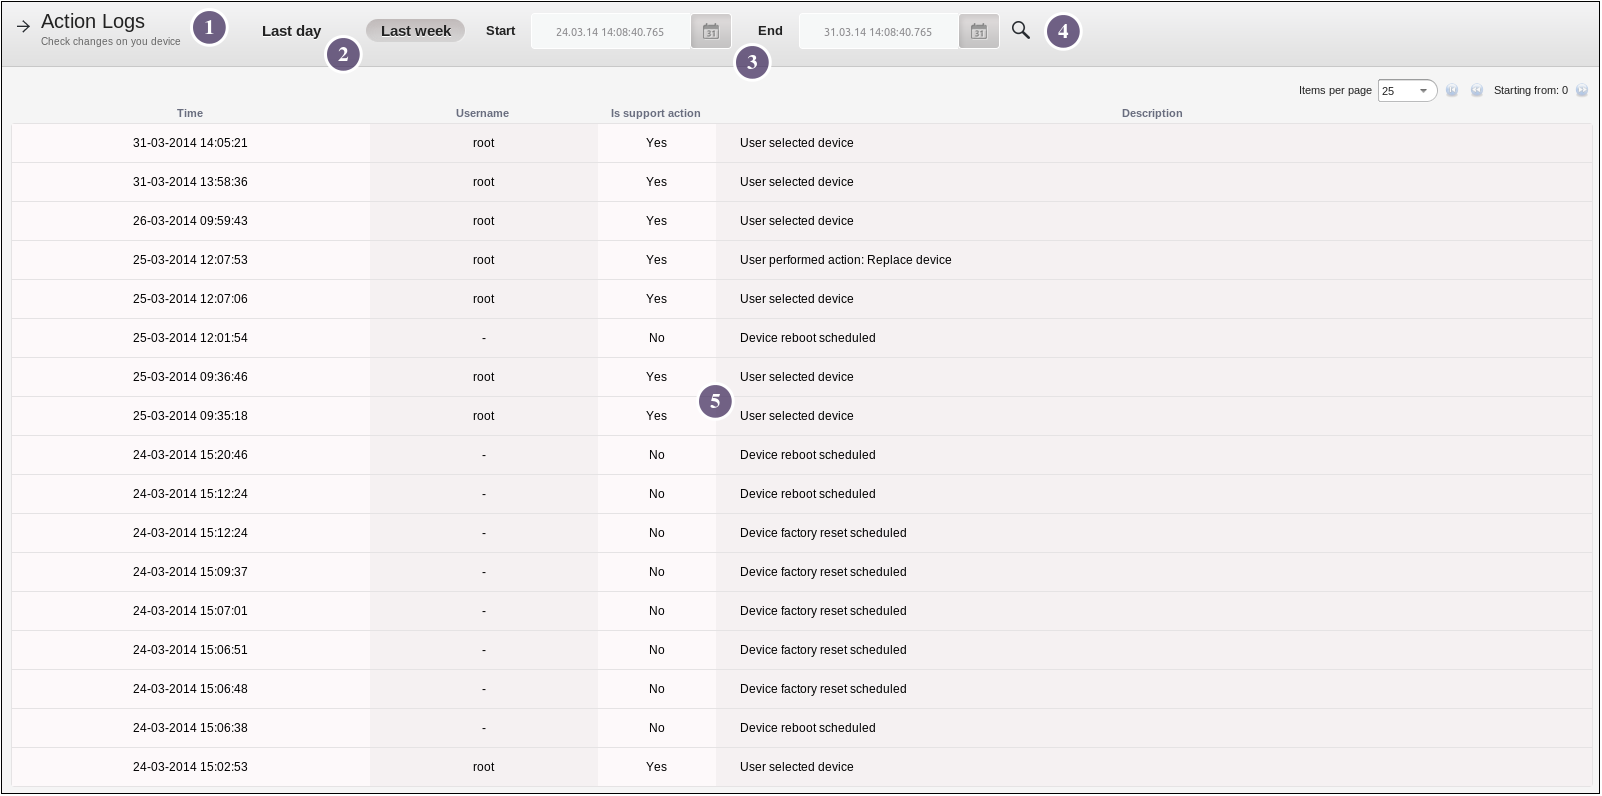 Action Logs
Check changes on you device
1
Last day
2
Last week
Start
24.03.14 14:08:40.765
31
End
3
31.03.14 14:08:40.765
31
4
Items per page 25 Starting from: 0
Time Username Is support action Description
31-03-2014 14:05:21 root Yes User selected device
31-03-2014 13:58:36 root Yes User selected device
26-03-2014 09:59:43 root Yes User selected device
25-03-2014 12:07:53 root Yes User performed action: Replace device
25-03-2014 12:07:06 root Yes User selected device
25-03-2014 12:01:54 - No Device reboot scheduled
25-03-2014 09:36:46 root Yes User selected device
5
25-03-2014 09:35:18 root Yes User selected device
24-03-2014 15:20:46 - No Device reboot scheduled
24-03-2014 15:12:24 - No Device reboot scheduled
24-03-2014 15:12:24 - No Device factory reset scheduled
24-03-2014 15:09:37 - No Device factory reset scheduled
24-03-2014 15:07:01 - No Device factory reset scheduled
24-03-2014 15:06:51 - No Device factory reset scheduled
24-03-2014 15:06:48 - No Device factory reset scheduled
24-03-2014 15:06:38 - No Device reboot scheduled
24-03-2014 15:02:53 root Yes User selected device